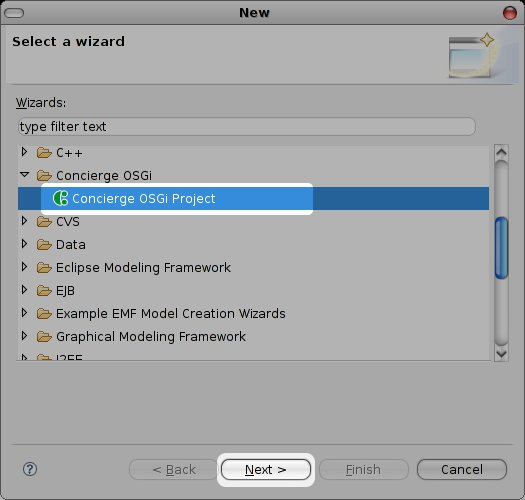 New
Select a wizard
Wizards:
type filter text
C++
Concierge OSGi
Concierge OSGi Project
CVS
Data
Eclipse Modeling Framework
EJB
Example EMF Model Creation Wizards
Graphical Modeling Framework
J2EE
? < Back Next > Finish Cancel